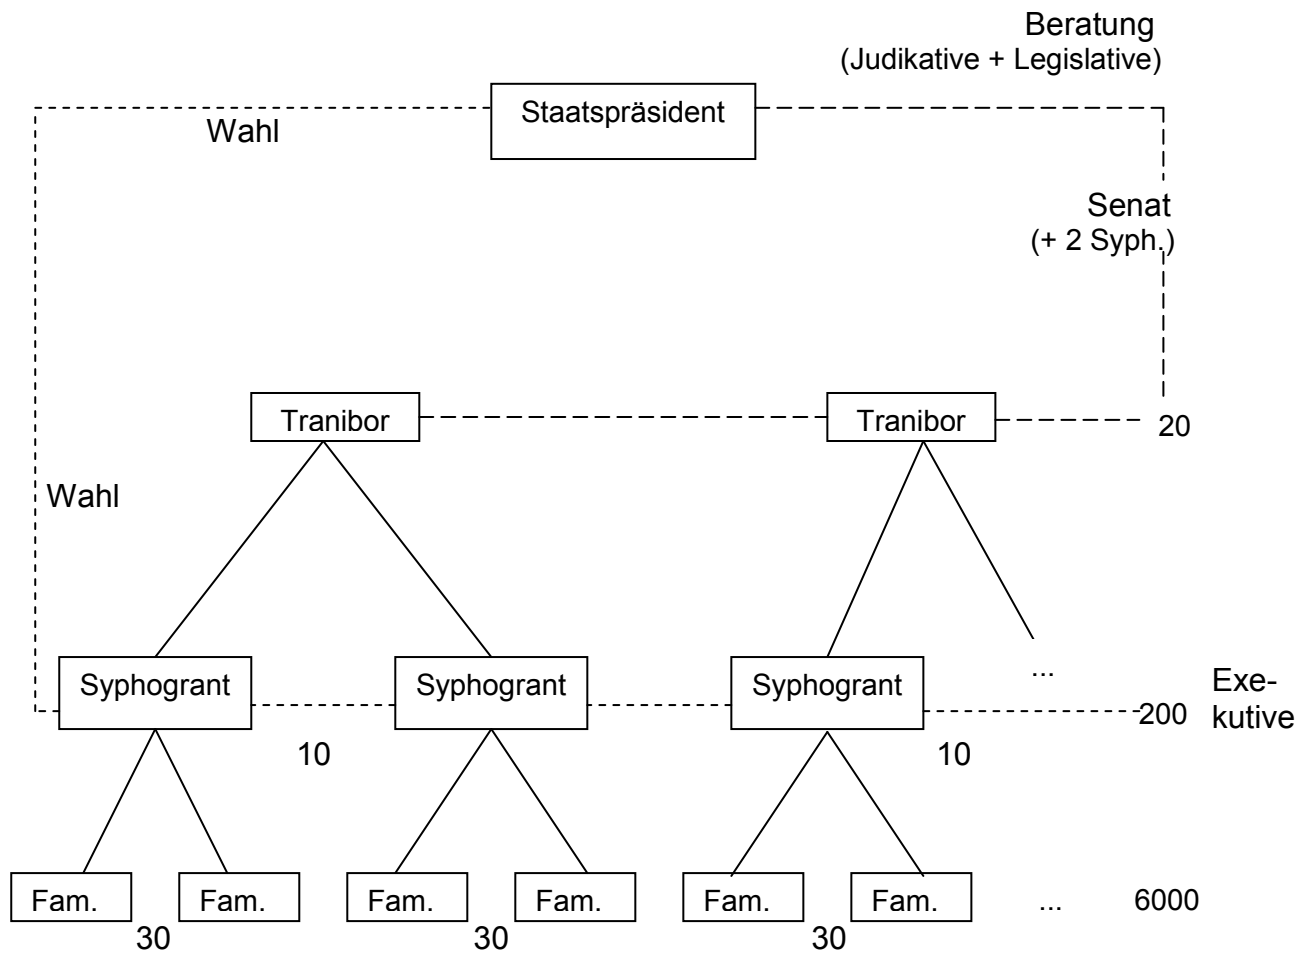 Beratung
(Judikative + Legislative)
Staatspräsident
Wahl
Senat
(+ 2 Syph.)
Tranibor
Tranibor
20
Wahl
Syphogrant
Syphogrant
Syphogrant
...
200
Exe-
kutive
10
10
Fam.
Fam.
Fam.
Fam.
Fam.
Fam.
...
6000
30
30
30